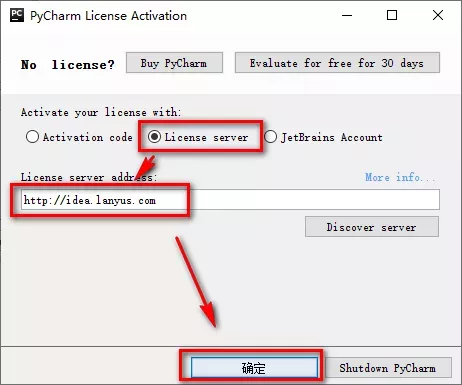 PC PyCharm License Activation
No license? Buy PyCharm Evaluate for free for 30 days
Activate your license with:
Activation code License server JetBrains Account
License server address: More info...
http://idea.lanyus.com
Discover server
确定 Shutdown PyCharm